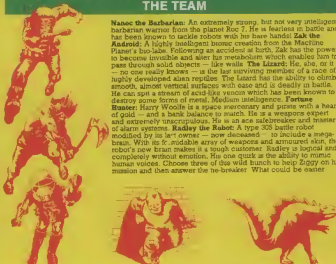 THE TEAM
Nanoc the Barbarian: An extremely strong, but not very intelligent
barbarian warrior from the planet Roc 7. He is fearless in battle and
has been known to tackle robots with his bare hands! Zak the
Android: A highly intelligent bionic creation from the Machine
Planet's bio-labs. Following an accident at birth, Zak has the power
to become invisible and alter his metabolism which enables him to
pass through solid objects — like walls. The Lizard: He, she, or it
— no one really knows — is the last surviving member of a race of
highly developed alien reptiles. The Lizard has the ability to climb
smooth, almost vertical surfaces with ease and is deadly in battle.
He can spit a stream of acid-like venom which has been known to
destroy some forms of metal. Medium intelligence. Fortune
Hunter: Harry Woolfe is a space mercenary and pirate with a heart
of gold — and a bank balance to match. He is a weapons expert
and extremely unscrupulous. He is an ace safebreaker and master
of alarm systems. Radley the Robot: A type 305 battle robot
modified by its last owner — now deceased — to include a mega-
brain. With its formidable array of weapons and armoured skin, the
robot's new brain makes it a tough customer. Radley is logical and
completely without emotion. His one quirk is the ability to mimic
human voices. Choose three of this wild bunch to help Ziggy on his
mission and then answer the tie-breaker. What could be easier